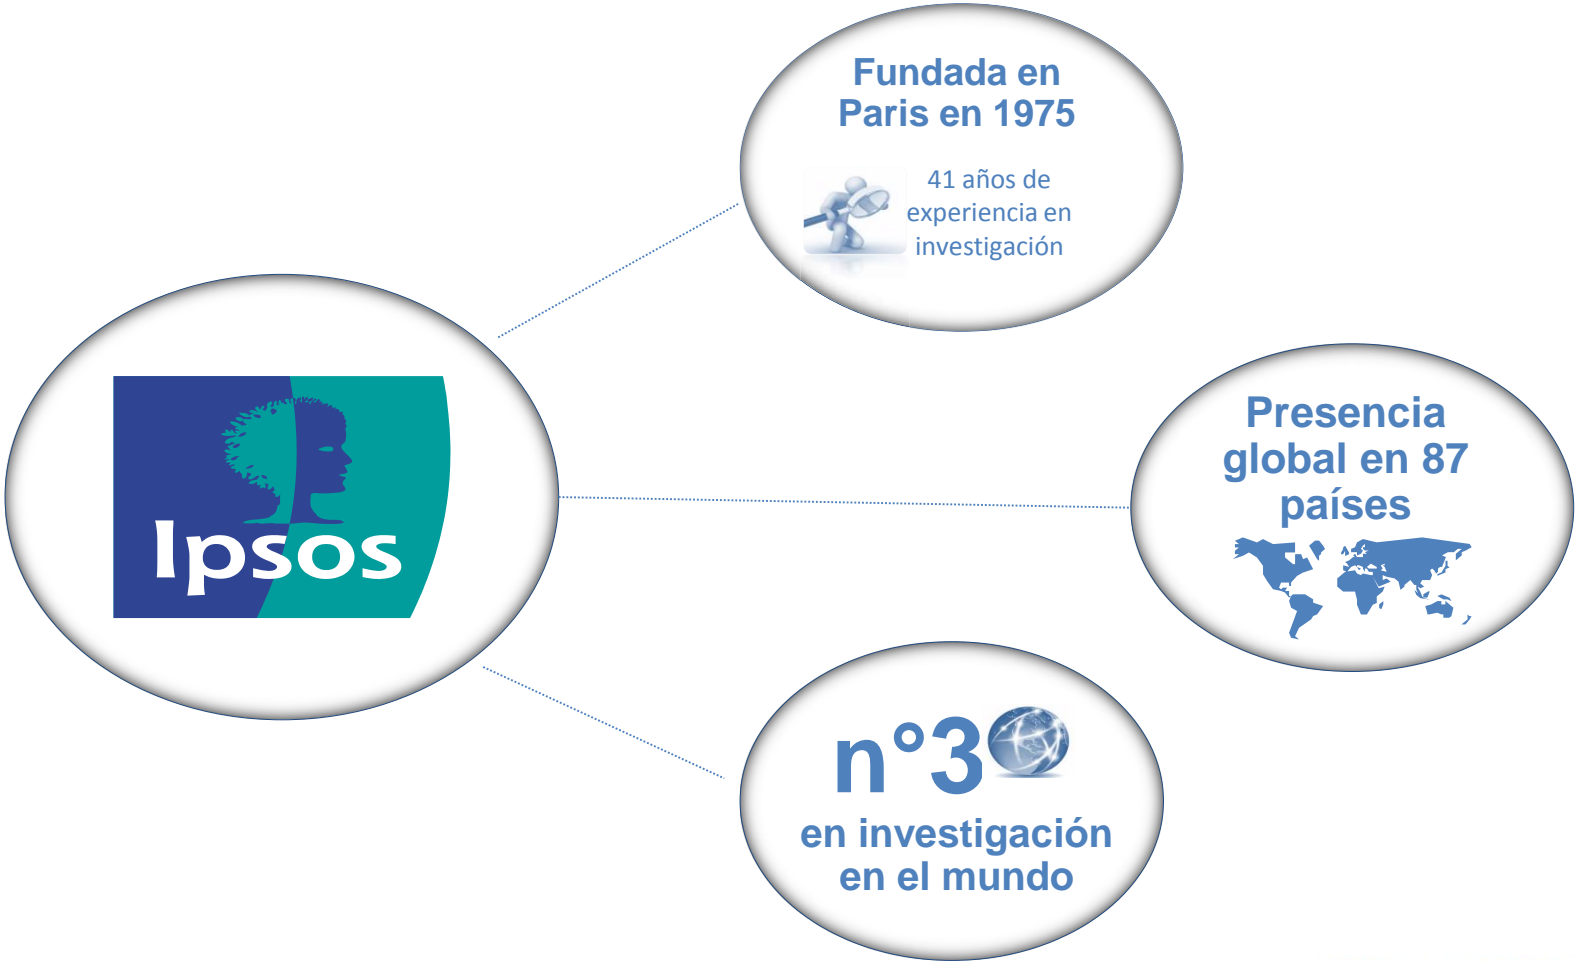 Fundada en
Paris en 1975
41 años de
experiencia en
investigación
Ipsos
Presencia
global en 87
países
n°3
en investigación
en el mundo